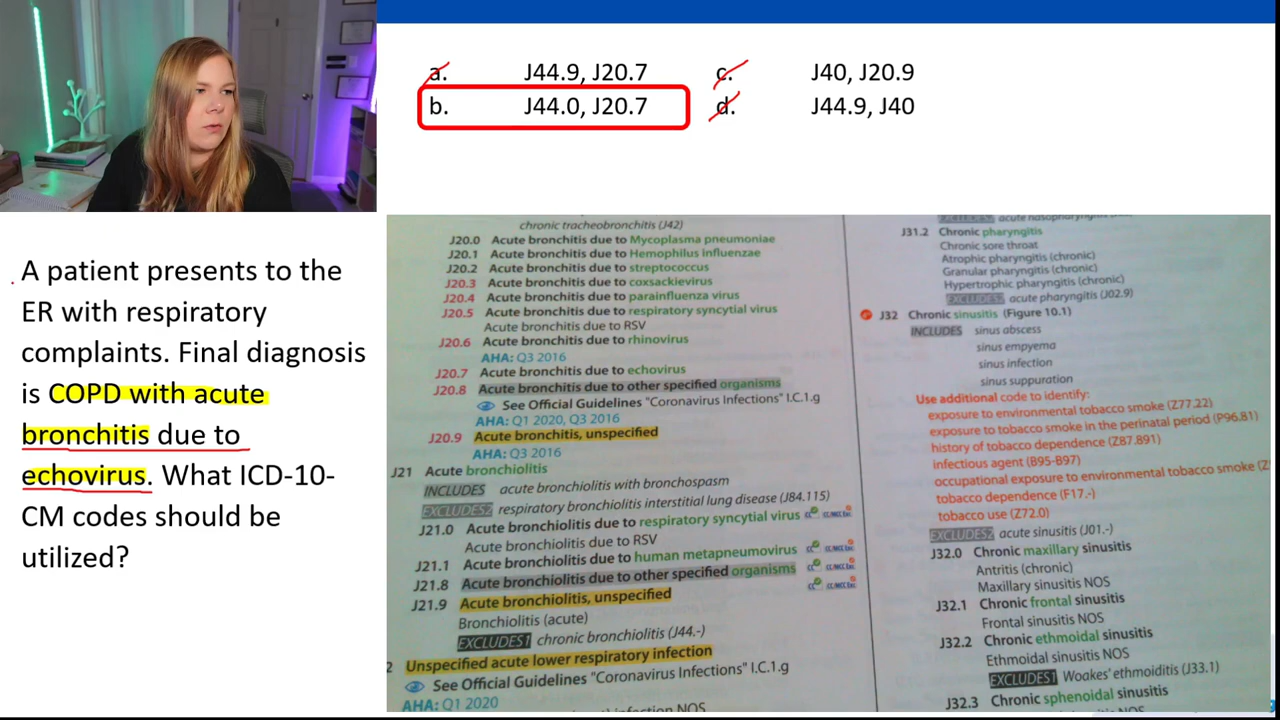 a. J44.9, J20.7 c. J40, J20.9
b. J44.0, J20.7 d. J44.9, J40
A patient presents to the
ER with respiratory
complaints. Final diagnosis
is COPD with acute
bronchitis due to
echovirus. What ICD-10-
CM codes should be
utilized?
chronic tracheobronchitis (J42)
J20.0 Acute bronchitis due to Mycoplasma pneumoniae
J20.1 Acute bronchitis due to Hemophilus influenzae
J20.2 Acute bronchitis due to streptococcus
J20.3 Acute bronchitis due to coxsackievirus
J20.4 Acute bronchitis due to parainfluenza virus
J20.5 Acute bronchitis due to respiratory syncytial virus
Acute bronchitis due to RSV
J20.6 Acute bronchitis due to rhinovirus
AHA: Q3 2016
J20.7 Acute bronchitis due to echovirus
J20.8 Acute bronchitis due to other specified organisms
See Official Guidelines "Coronavirus Infections" I.C.1.g
AHA: Q1 2020, Q3 2016
J20.9 Acute bronchitis, unspecified
AHA: Q3 2016
J21 Acute bronchiolitis
INCLUDES acute bronchiolitis with bronchospasm
EXCLUDES2 respiratory bronchiolitis interstitial lung disease (J84.115)
J21.0 Acute bronchiolitis due to respiratory syncytial virus
Acute bronchiolitis due to RSV
J21.1 Acute bronchiolitis due to human metapneumovirus
J21.8 Acute bronchiolitis due to other specified organisms
J21.9 Acute bronchiolitis, unspecified
Bronchiolitis (acute)
EXCLUDES1 chronic bronchiolitis (J44.-)
2 Unspecified acute lower respiratory infection
See Official Guidelines "Coronavirus Infections" I.C.1.g
AHA: Q1 2020
infection NOS
EXCLUDES2 acute
J31.2 Chronic pharyngitis
Chronic sore throat
Atrophic pharyngitis (chronic)
Granular pharyngitis (chronic)
Hypertrophic pharyngitis (chronic)
EXCLUDES2 acute pharyngitis (J02.9)
J32 Chronic sinusitis (Figure 10.1)
INCLUDES sinus abscess
sinus empyema
sinus infection
sinus suppuration
Use additional code to identify:
exposure to environmental tobacco smoke (Z77.22)
exposure to tobacco smoke in the perinatal period (P96.81)
history of tobacco dependence (Z87.891)
infectious agent (B95-B97)
occupational exposure to environmental tobacco smoke (Z
tobacco dependence (F17.-)
tobacco use (Z72.0)
EXCLUDES2 acute sinusitis (J01.-)
J32.0 Chronic maxillary sinusitis
Antritis (chronic)
Maxillary sinusitis NOS
J32.1 Chronic frontal sinusitis
Frontal sinusitis NOS
J32.2 Chronic ethmoidal sinusitis
Ethmoidal sinusitis NOS
EXCLUDES1 Woakes' ethmoiditis (J33.1)
J32.3 Chronic sphenoidal sinusitis
sinusitis NOS